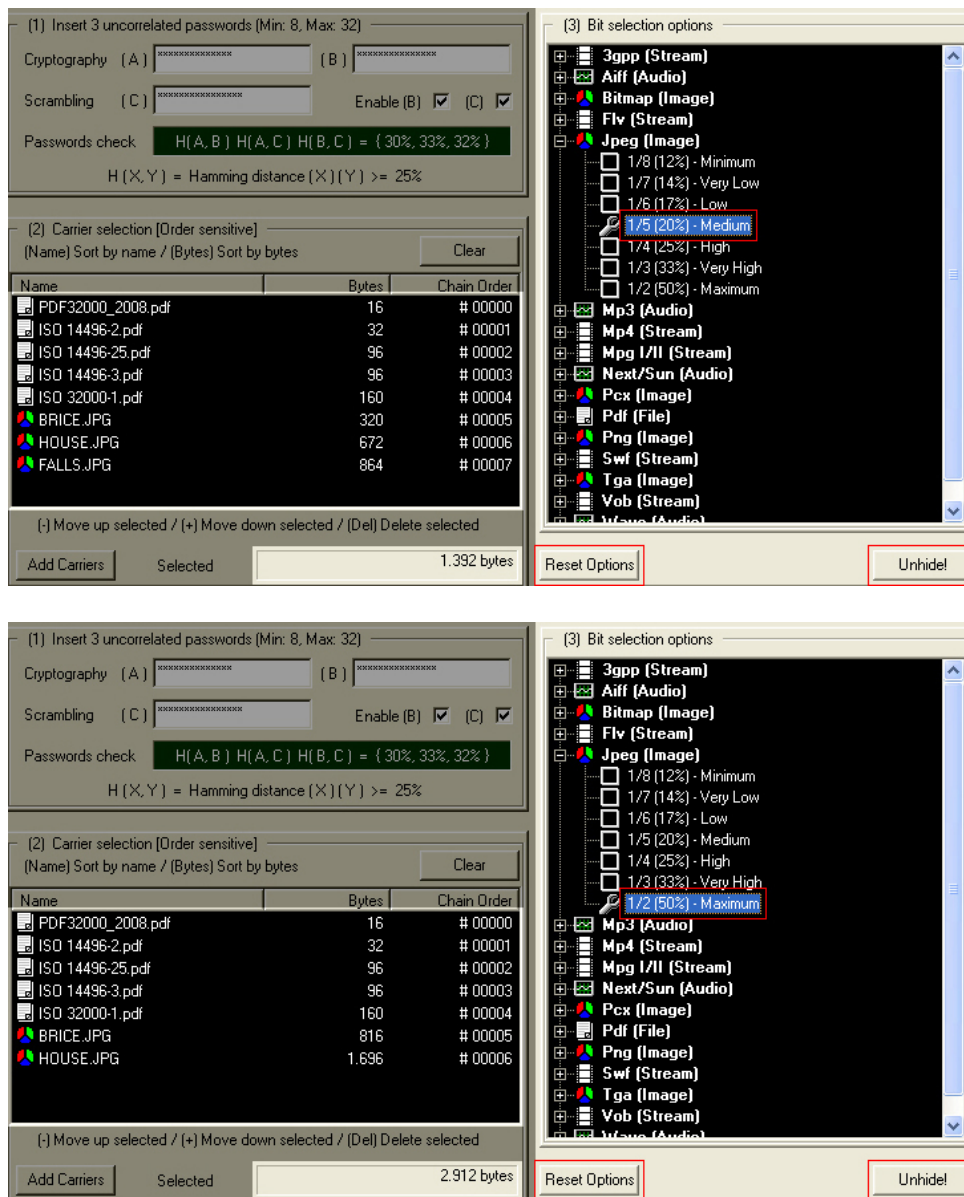 (1) Insert 3 uncorrelated passwords (Min: 8, Max: 32)
Cryptography (A) *************** (B) ****************
Scrambling (C) ****************
Enable (B) (C)
Passwords check H(A, B) H(A, C) H(B, C) = { 30%, 33%, 32% }
H (X, Y) = Hamming distance (X)(Y) >= 25%
(2) Carrier selection [Order sensitive]
(Name) Sort by name / (Bytes) Sort by bytes Clear
Name Bytes Chain Order
PDF32000_2008.pdf 16 # 00000
ISO 14496-2.pdf 32 # 00001
ISO 14496-25.pdf 96 # 00002
ISO 14496-3.pdf 96 # 00003
ISO 32000-1.pdf 160 # 00004
BRICE.JPG 320 # 00005
HOUSE.JPG 672 # 00006
FALLS.JPG 864 # 00007
(-) Move up selected / (+) Move down selected / (Del) Delete selected
Add Carriers Selected 1.392 bytes
(3) Bit selection options
3gpp (Stream)
Aiff (Audio)
Bitmap (Image)
Flv (Stream)
Jpeg (Image)
1/8 (12%) - Minimum
1/7 (14%) - Very Low
1/6 (17%) - Low
1/5 (20%) - Medium
1/4 (25%) - High
1/3 (33%) - Very High
1/2 (50%) - Maximum
Mp3 (Audio)
Mp4 (Stream)
Mpg I/II (Stream)
Next/Sun (Audio)
Pcx (Image)
Pdf (File)
Png (Image)
Swf (Stream)
Tga (Image)
Vob (Stream)
Wave (Audio)
Reset Options Unhide!
(1) Insert 3 uncorrelated passwords (Min: 8, Max: 32)
Cryptography (A) *************** (B) ****************
Scrambling (C) ****************
Enable (B) (C)
Passwords check H(A, B) H(A, C) H(B, C) = { 30%, 33%, 32% }
H (X, Y) = Hamming distance (X)(Y) >= 25%
(2) Carrier selection [Order sensitive]
(Name) Sort by name / (Bytes) Sort by bytes Clear
Name Bytes Chain Order
PDF32000_2008.pdf 16 # 00000
ISO 14496-2.pdf 32 # 00001
ISO 14496-25.pdf 96 # 00002
ISO 14496-3.pdf 96 # 00003
ISO 32000-1.pdf 160 # 00004
BRICE.JPG 816 # 00005
HOUSE.JPG 1.696 # 00006
(-) Move up selected / (+) Move down selected / (Del) Delete selected
Add Carriers Selected 2.912 bytes
(3) Bit selection options
3gpp (Stream)
Aiff (Audio)
Bitmap (Image)
Flv (Stream)
Jpeg (Image)
1/8 (12%) - Minimum
1/7 (14%) - Very Low
1/6 (17%) - Low
1/5 (20%) - Medium
1/4 (25%) - High
1/3 (33%) - Very High
1/2 (50%) - Maximum
Mp3 (Audio)
Mp4 (Stream)
Mpg I/II (Stream)
Next/Sun (Audio)
Pcx (Image)
Pdf (File)
Png (Image)
Swf (Stream)
Tga (Image)
Vob (Stream)
Wave (Audio)
Reset Options Unhide!